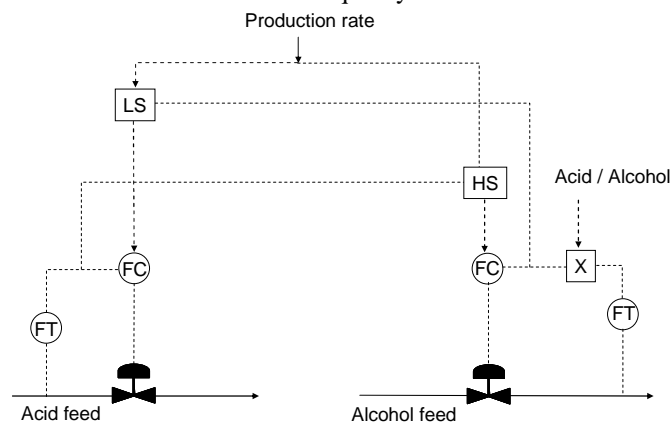 Production rate
LS
HS
Acid / Alcohol
FC
FC
X
FT
FT
Acid feed
Alcohol feed